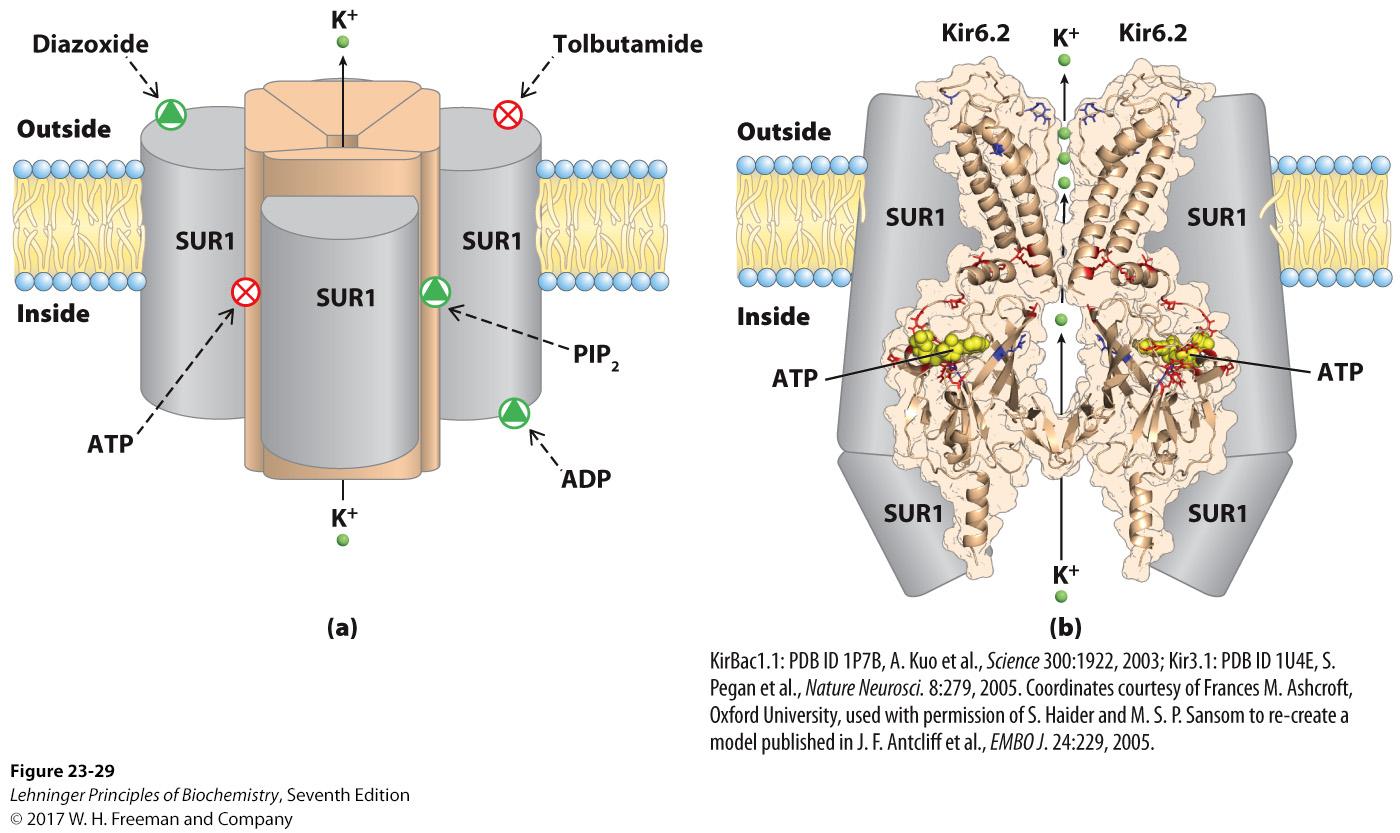 K+
Diazoxide
Tolbutamide
Outside
SUR1
SUR1
SUR1
Inside
PIP2
ATP
ADP
K+
(a)
Kir6.2
K+
Kir6.2
Outside
SUR1
SUR1
Inside
ATP
ATP
SUR1
SUR1
K+
(b)
KirBac1.1: PDB ID 1P7B, A. Kuo et al., Science 300:1922, 2003; Kir3.1: PDB ID 1U4E, S.
Pegan et al., Nature Neurosci. 8:279, 2005. Coordinates courtesy of Frances M. Ashcroft,
Oxford University, used with permission of S. Haider and M. S. P. Sansom to re-create a
model published in J. F. Antcliff et al., EMBO J. 24:229, 2005.
Figure 23-29
Lehninger Principles of Biochemistry, Seventh Edition
© 2017 W. H. Freeman and Company